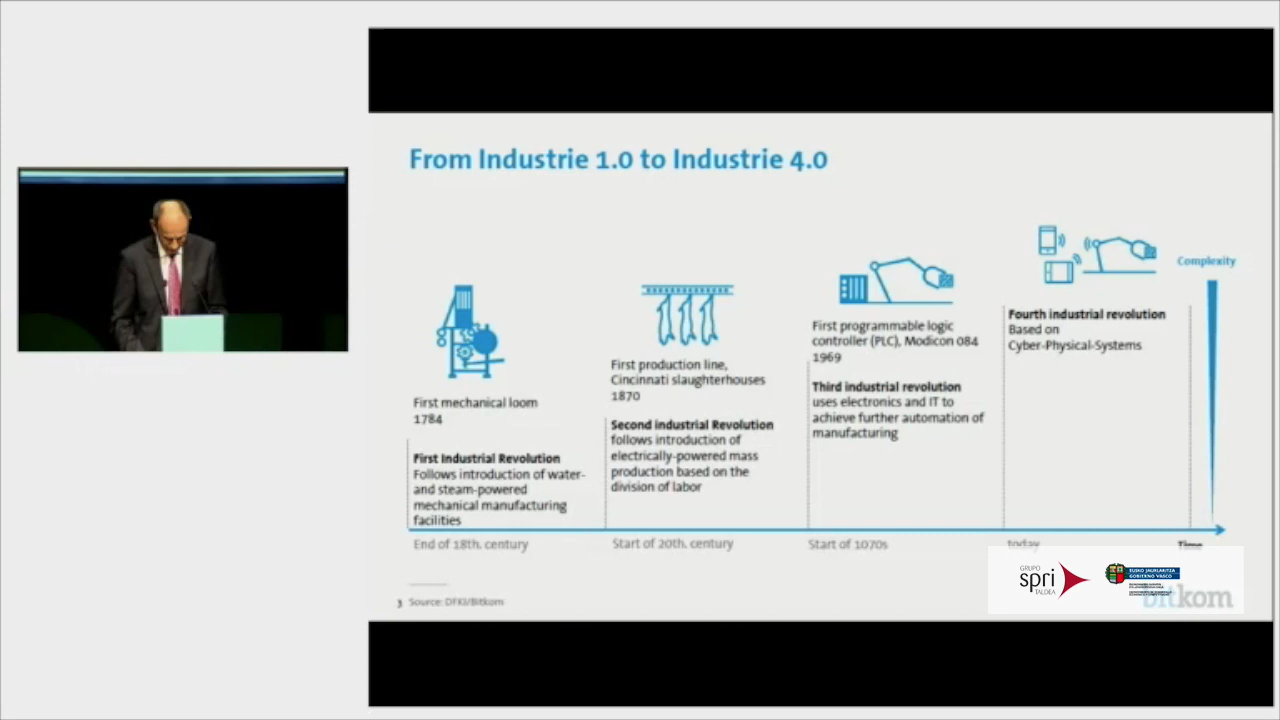 From Industrie 1.0 to Industrie 4.0
Complexity
First mechanical loom
1784
First Industrial Revolution
Follows introduction of water-
and steam-powered
mechanical manufacturing
facilities
First production line,
Cincinnati slaughterhouses
1870
Second industrial Revolution
follows introduction of
electrically-powered mass
production based on the
division of labor
First programmable logic
controller (PLC), Modicon 084
1969
Third industrial revolution
uses electronics and IT to
achieve further automation of
manufacturing
Fourth industrial revolution
Based on
Cyber-Physical-Systems
End of 18th. century
Start of 20th. century
Start of 1070s
today
Time
3 Source: DFKI/Bitkom
GRUPO
spri
TALDEA
EUSKO JAURLARITZA
GOBIERNO VASCO
bitkom